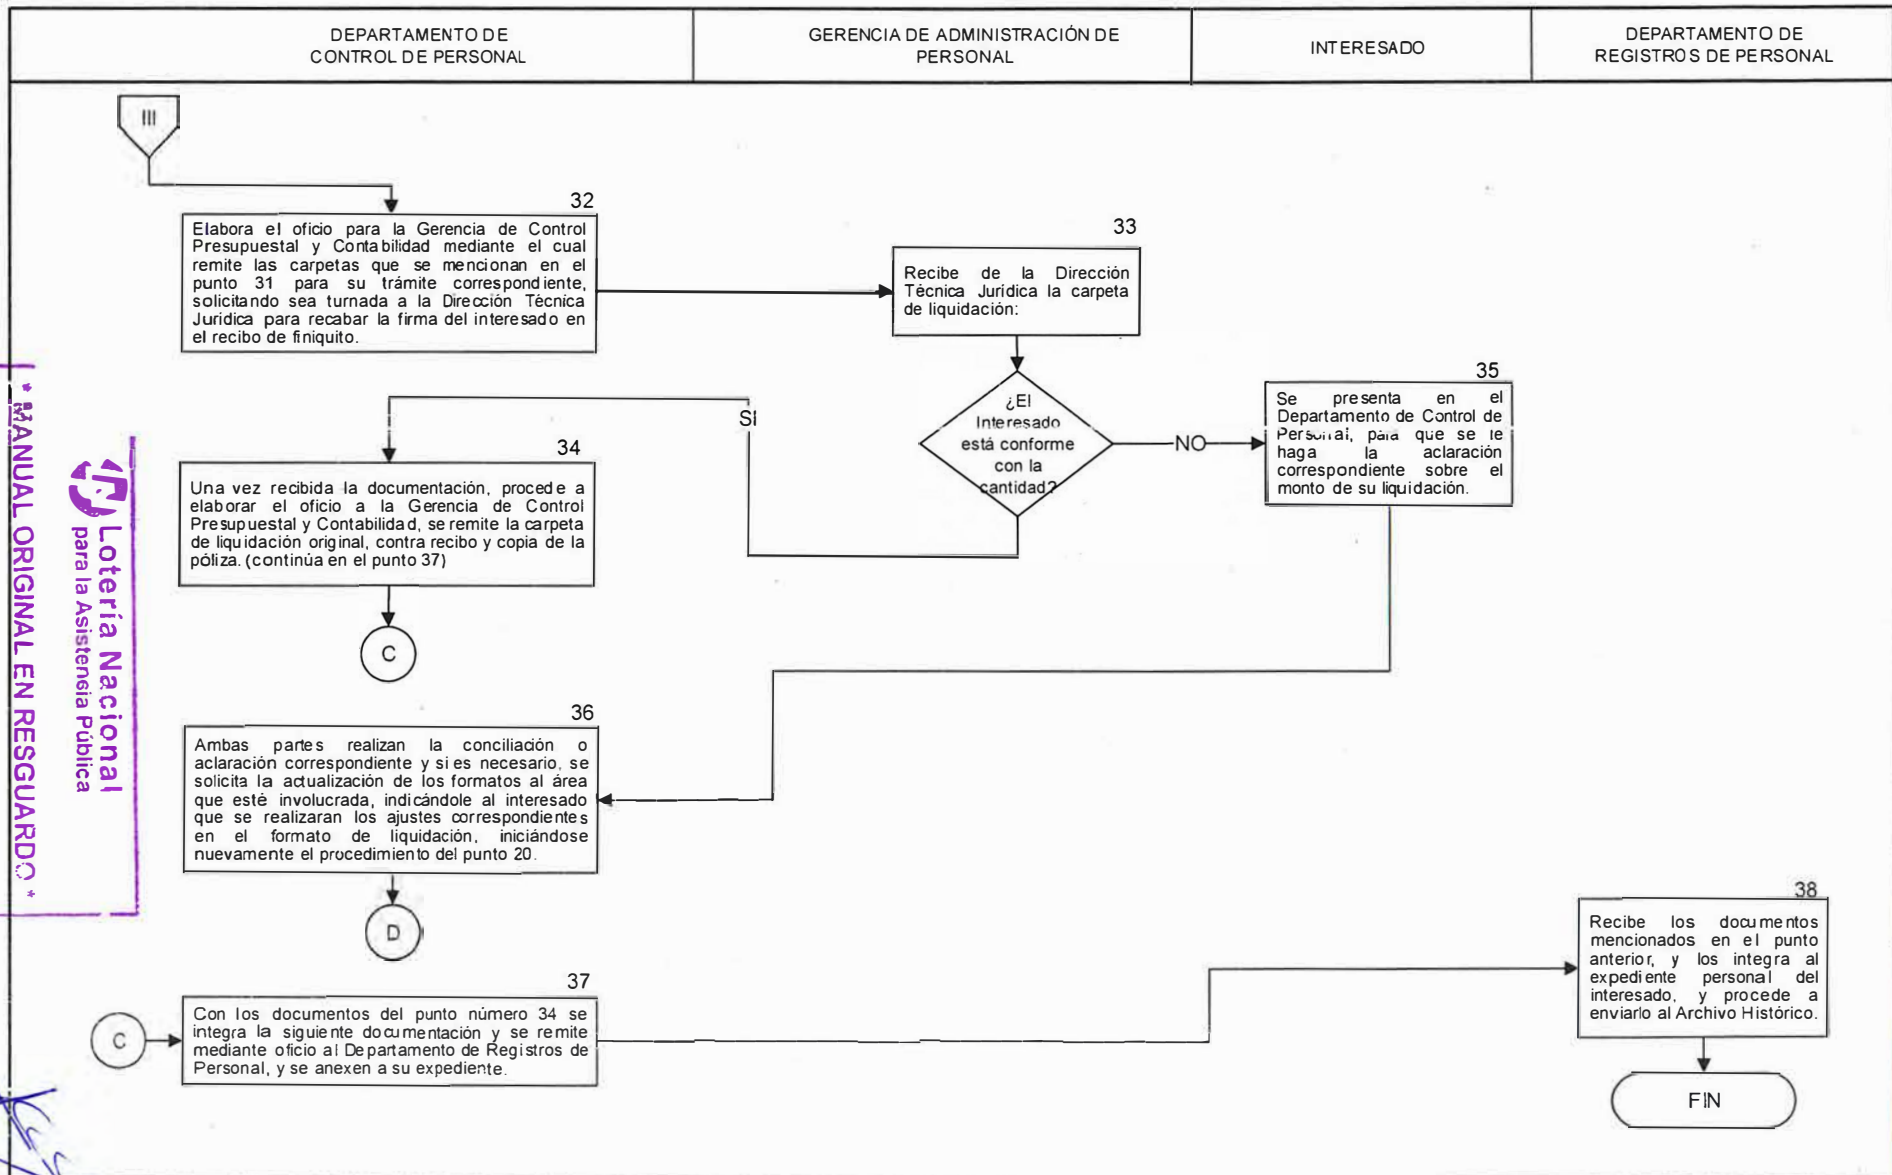 DEPARTAMENTO DE
CONTROL DE PERSONAL
GERENCIA DE ADMINISTRACIÓN DE
PERSONAL
INTERESADO
DEPARTAMENTO DE
REGISTROS DE PERSONAL
III
32
Elabora el oficio para la Gerencia de Control
Presupuestal y Contabilidad mediante el cual
remite las carpetas que se mencionan en el
punto 31 para su trámite correspondiente,
solicitando sea turnada a la Dirección Técnica
Jurídica para recabar la firma del interesado en
el recibo de finiquito.
33
Recibe de la Dirección
Técnica Jurídica la carpeta
de liquidación:
¿El
Interesado
está conforme
con la
cantidad?
SI
NO
35
Se presenta en el
Departamento de Control de
Personal, para que se le
haga la aclaración
correspondiente sobre el
monto de su liquidación.
34
Una vez recibida la documentación, procede a
elaborar el oficio a la Gerencia de Control
Presupuestal y Contabilidad, se remite la carpeta
de liquidación original, contra recibo y copia de la
póliza. (continúa en el punto 37)
C
36
Ambas partes realizan la conciliación o
aclaración correspondiente y si es necesario, se
solicita la actualización de los formatos al área
que esté involucrada, indicándole al interesado
que se realizaran los ajustes correspondientes
en el formato de liquidación, iniciándose
nuevamente el procedimiento del punto 20.
D
37
C
Con los documentos del punto número 34 se
integra la siguiente documentación y se remite
mediante oficio al Departamento de Registros de
Personal, y se anexen a su expediente.
38
Recibe los documentos
mencionados en el punto
anterior, y los integra al
expediente personal del
interesado, y procede a
enviarlo al Archivo Histórico.
FIN
Lotería Nacional
para la Asistencia Pública
* MANUAL ORIGINAL EN RESGUARDO *